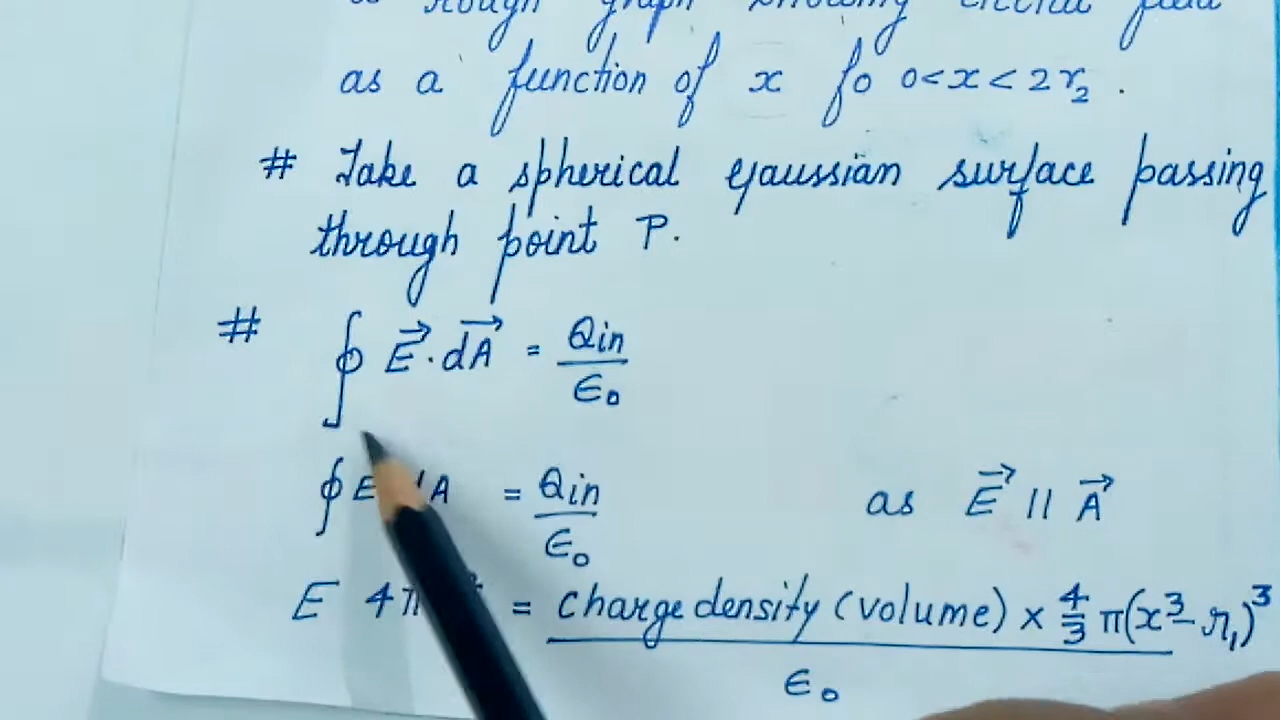 as a function of x fo 0<x<2r₂.
# Take a spherical gaussian surface passing
through point P.
# ∮ E⃗ · dA⃗ = Qin/ϵ₀
∮ E dA = Qin/ϵ₀ as E⃗ || A⃗
E 4π = charge density (volume) × 4/3 π(x³ - r₁)³ / ϵ₀